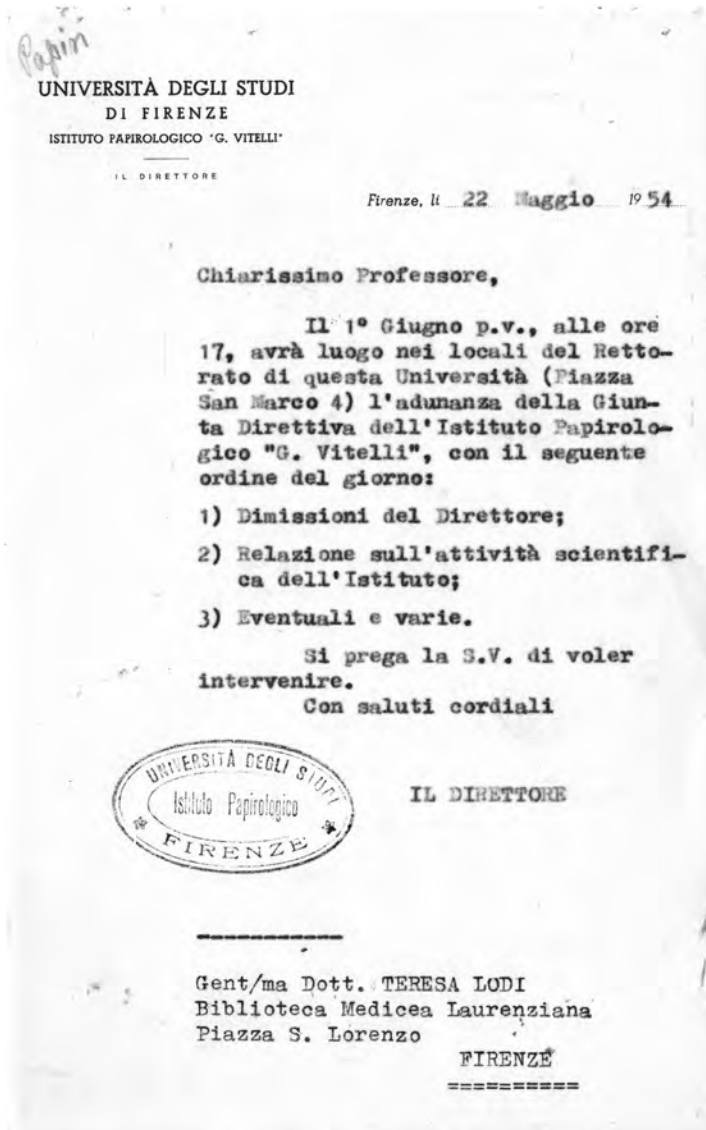 Papiri
UNIVERSITÀ DEGLI STUDI
DI FIRENZE
ISTITUTO PAPIROLOGICO "G. VITELLI"
IL DIRETTORE
Firenze, li 22 Maggio 19 54
Chiarissimo Professore,
Il 1° Giugno p.v., alle ore
17, avrà luogo nei locali del Retto-
rato di questa Università (Piazza
San Marco 4) l'adunanza della Giun-
ta Direttiva dell'Istituto Papirolo-
gico "G. Vitelli", con il seguente
ordine del giorno:
1) Dimissioni del Direttore;
2) Relazione sull'attività scientifi-
ca dell'Istituto;
3) Eventuali e varie.
Si prega la S.V. di voler
intervenire.
Con saluti cordiali
UNIVERSITÀ DEGLI STUDI
Istituto Papirologico
* FIRENZE *
IL DIRETTORE
Gent/ma Dott. TERESA LODI
Biblioteca Medicea Laurenziana
Piazza S. Lorenzo
FIRENZE